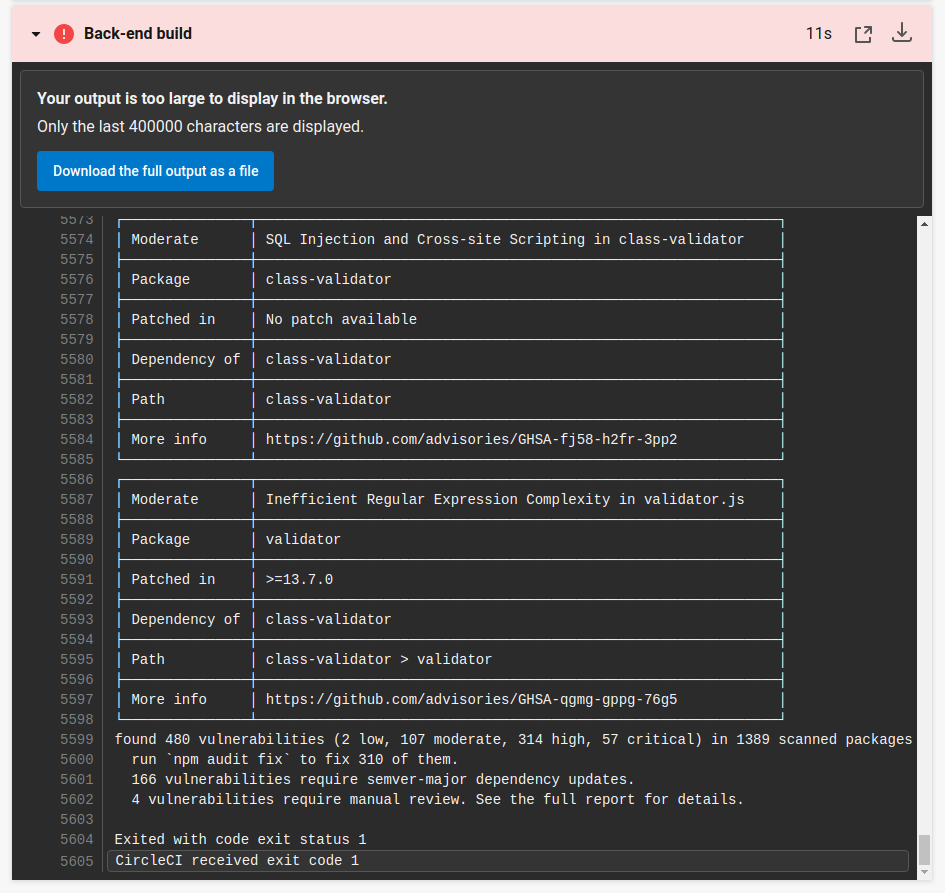 Back-end build 11s
Your output is too large to display in the browser.
Only the last 400000 characters are displayed.
Download the full output as a file
5573
5574 | Moderate | SQL Injection and Cross-site Scripting in class-validator |
5575
5576 | Package | class-validator |
5577
5578 | Patched in | No patch available |
5579
5580 | Dependency of | class-validator |
5581
5582 | Path | class-validator |
5583
5584 | More info | https://github.com/advisories/GHSA-fj58-h2fr-3pp2 |
5585
5586
5587 | Moderate | Inefficient Regular Expression Complexity in validator.js |
5588
5589 | Package | validator |
5590
5591 | Patched in | >=13.7.0 |
5592
5593 | Dependency of | class-validator |
5594
5595 | Path | class-validator > validator |
5596
5597 | More info | https://github.com/advisories/GHSA-qgmg-gppg-76g5 |
5598
5599 found 480 vulnerabilities (2 low, 107 moderate, 314 high, 57 critical) in 1389 scanned packages
5600 run `npm audit fix` to fix 310 of them.
5601 166 vulnerabilities require semver-major dependency updates.
5602 4 vulnerabilities require manual review. See the full report for details.
5603
5604 Exited with code exit status 1
5605 CircleCI received exit code 1